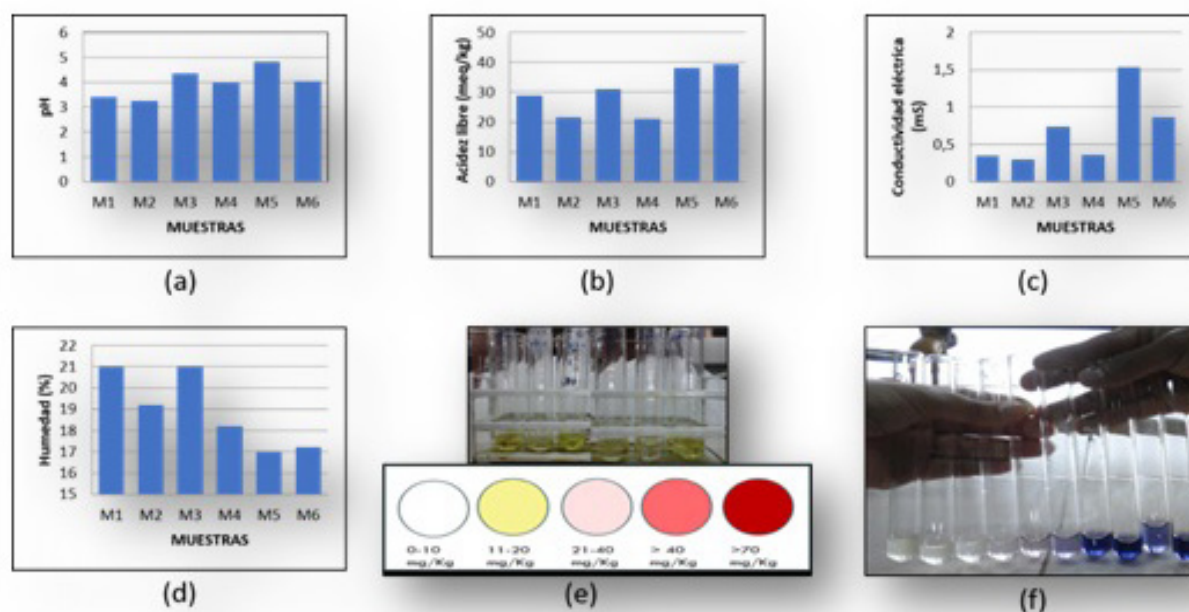 6
5
4
3
2
1
0
pH
M1 M2 M3 M4 M5 M6
MUESTRAS
(a)
50
40
30
20
10
0
Acidez libre (meq/kg)
M1 M2 M3 M4 M5 M6
MUESTRAS
(b)
2
1,5
1
0,5
0
Conductividad eléctrica
(mS)
M1 M2 M3 M4 M5 M6
MUESTRAS
(c)
22
21
20
19
18
17
16
15
Humedad (%)
M1 M2 M3 M4 M5 M6
MUESTRAS
(d)
0-10
mg/Kg
11-20
mg/Kg
21-40
mg/Kg
> 40
mg/Kg
>70
mg/Kg
(e)
(f)